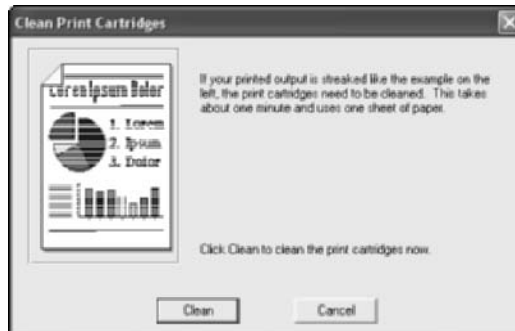 Clean Print Cartridges
Lorem Ipsum Dolor
1. Lorem
2. Ipsum
3. Dolor
If your printed output is streaked like the example on the
left, the print cartridges need to be cleaned. This takes
about one minute and uses one sheet of paper.
Click Clean to clean the print cartridges now.
Clean
Cancel